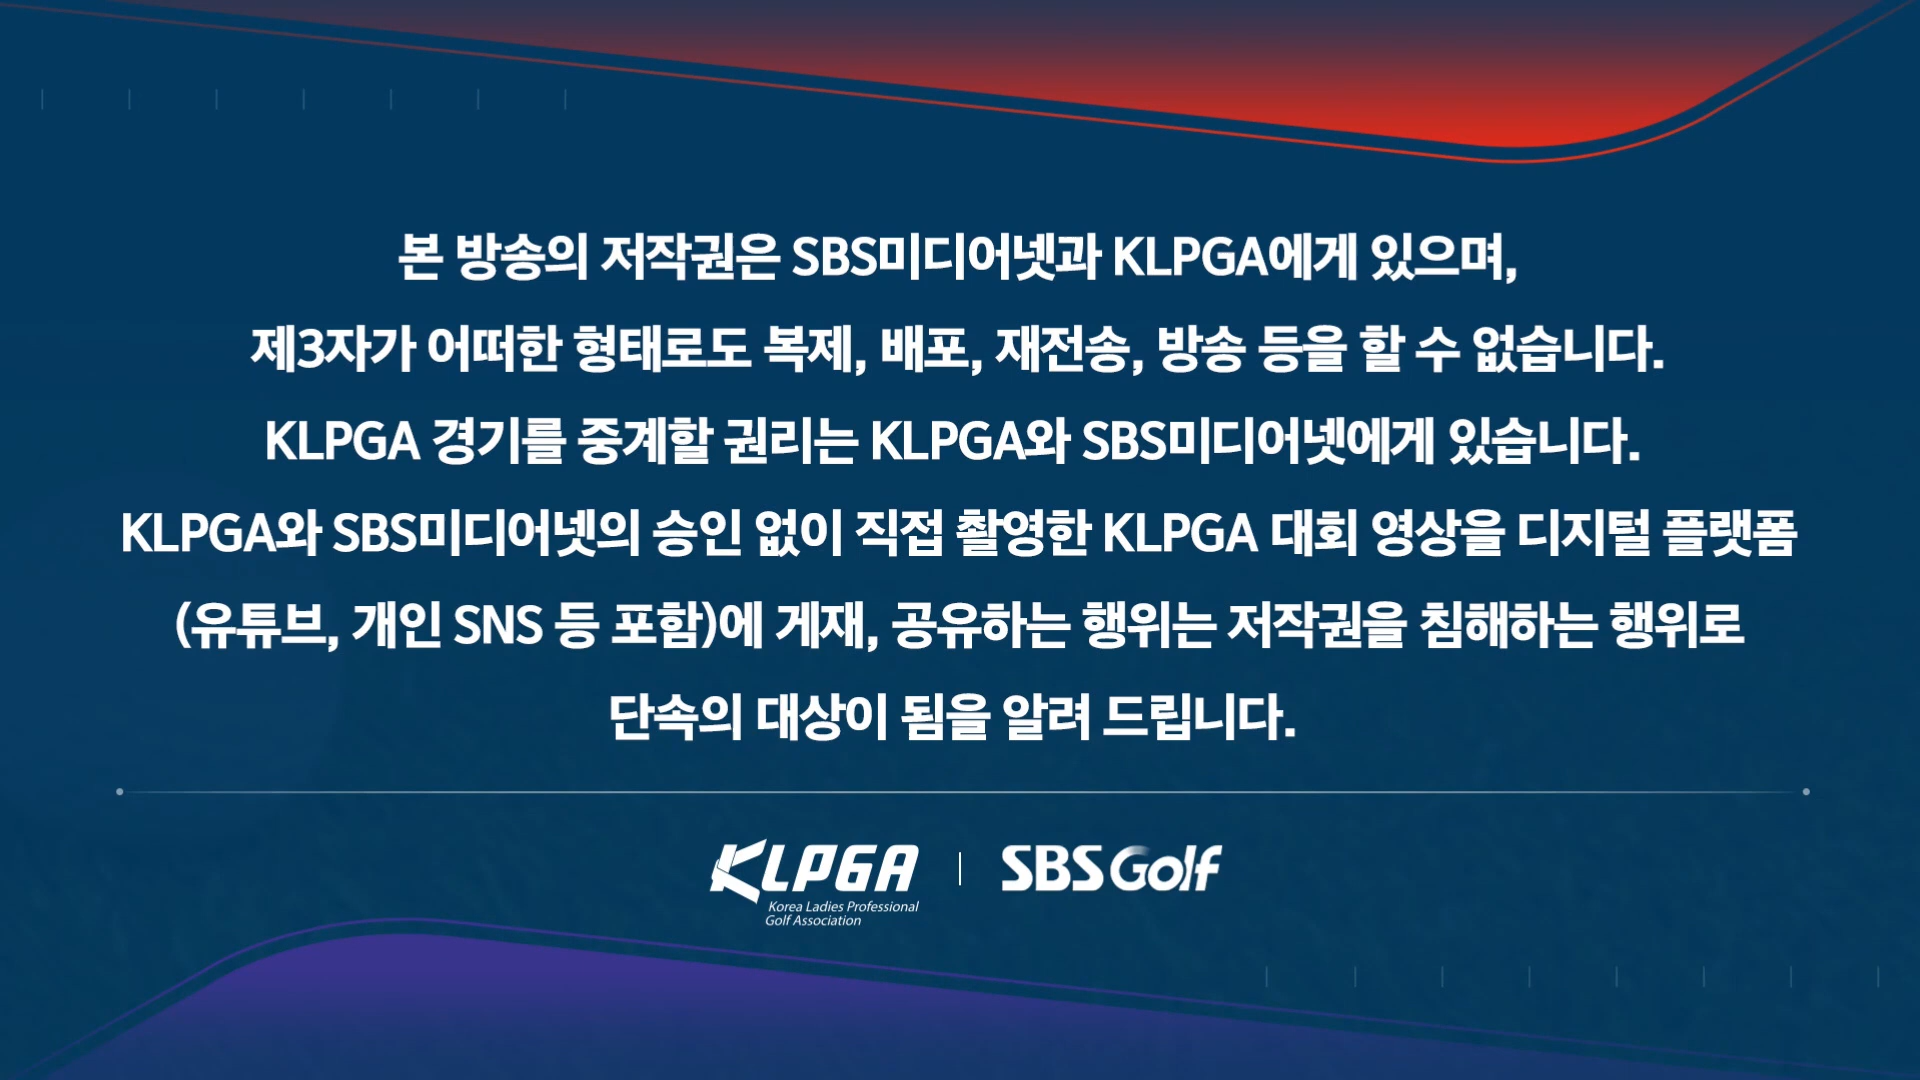 본 방송의 저작권은 SBS미디어넷과 KLPGA에게 있으며,
제3자가 어떠한 형태로도 복제, 배포, 재전송, 방송 등을 할 수 없습니다.
KLPGA 경기를 중계할 권리는 KLPGA와 SBS미디어넷에게 있습니다.
KLPGA와 SBS미디어넷의 승인 없이 직접 촬영한 KLPGA 대회 영상을 디지털 플랫폼
(유튜브, 개인 SNS 등 포함)에 게재, 공유하는 행위는 저작권을 침해하는 행위로
단속의 대상이 됨을 알려 드립니다.
KLPGA
Korea Ladies Professional
Golf Association
SBS Golf